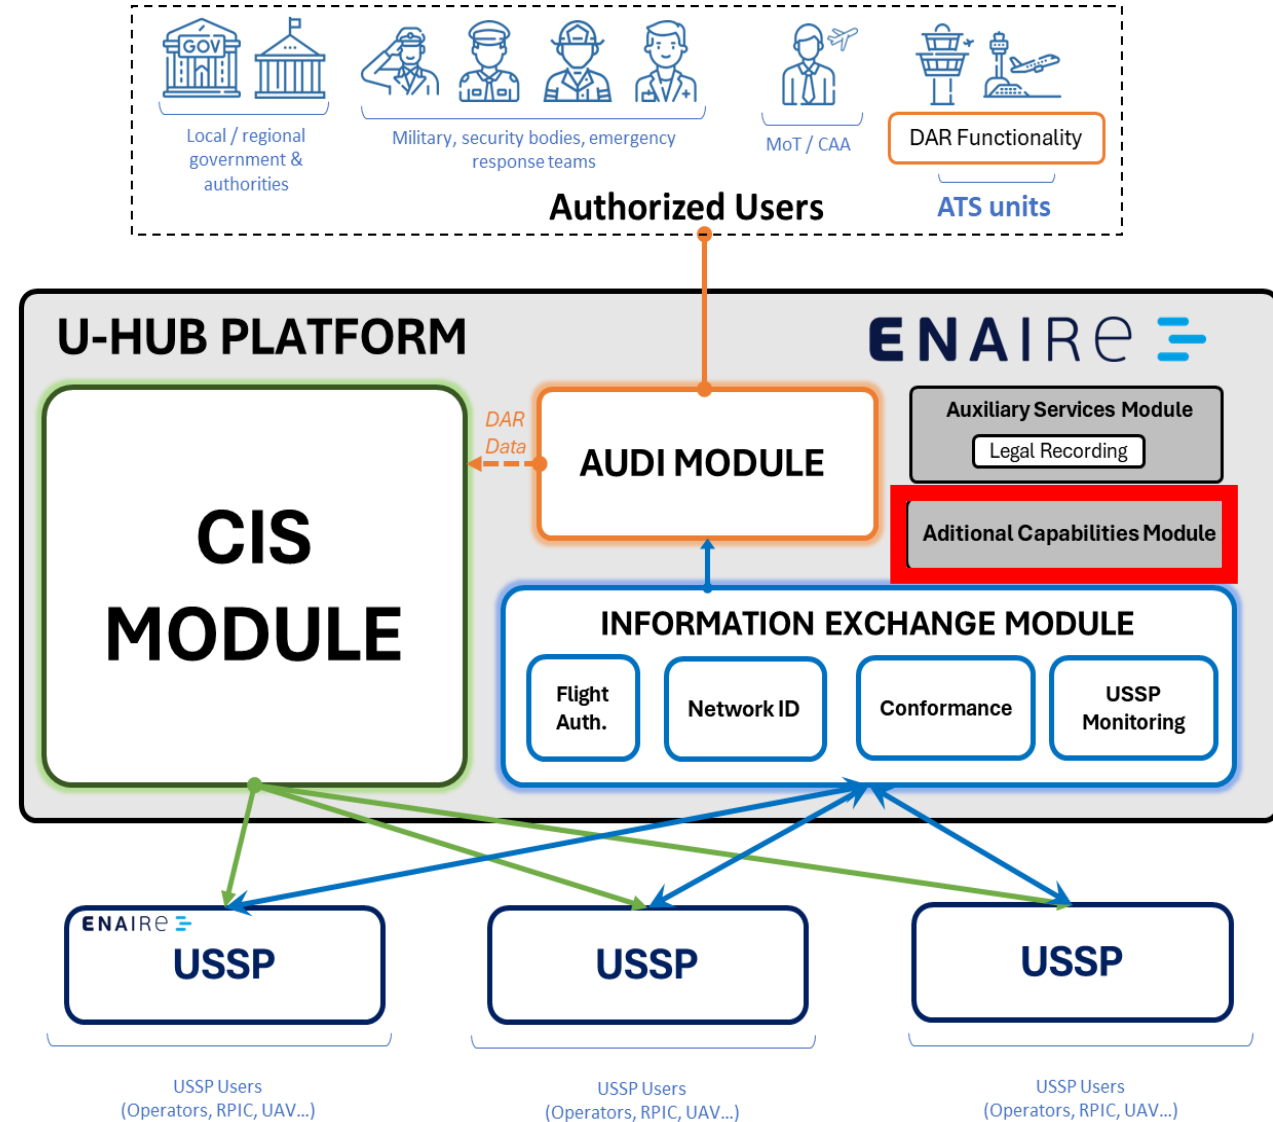 GOV
Local / regional
government &
authorities
Military, security bodies, emergency
response teams
MoT / CAA
DAR Functionality
ATS units
Authorized Users
U-HUB PLATFORM
ENAIRe
CIS
MODULE
DAR
Data
AUDI MODULE
Auxiliary Services Module
Legal Recording
Aditional Capabilities Module
INFORMATION EXCHANGE MODULE
Flight
Auth.
Network ID
Conformance
USSP
Monitoring
ENAIRe
USSP
USSP
USSP
USSP Users
(Operators, RPIC, UAV...)
USSP Users
(Operators, RPIC, UAV...)
USSP Users
(Operators, RPIC, UAV...)